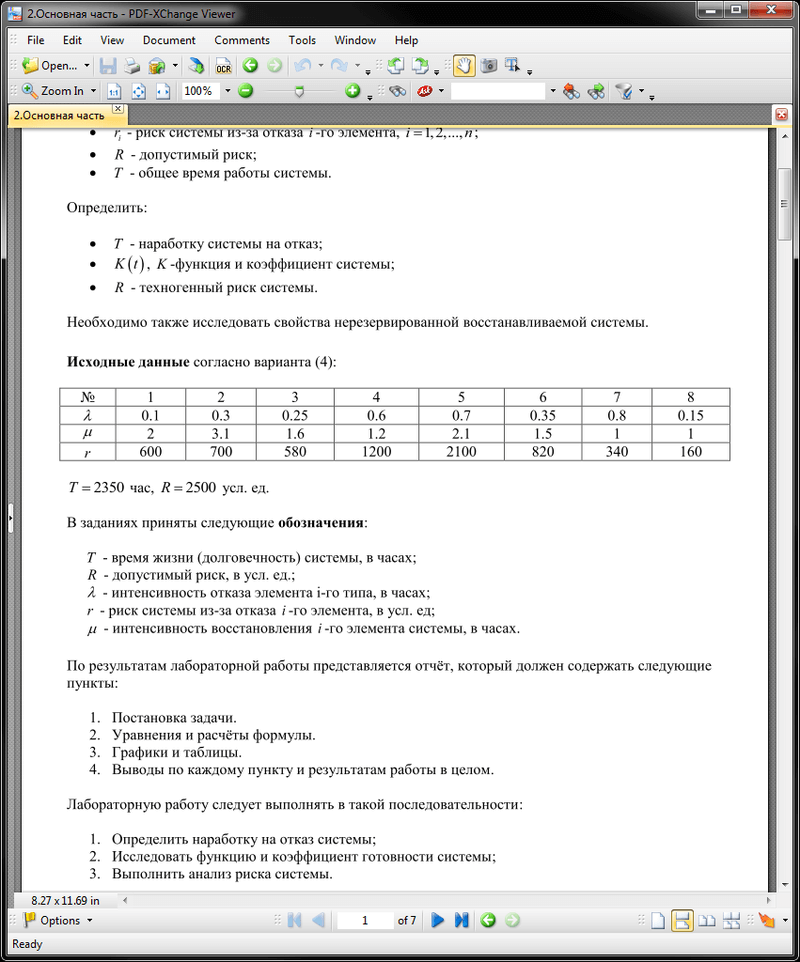 2.Основная часть - PDF-XChange Viewer
File Edit View Document Comments Tools Window Help
Open... OCR
Zoom In 1:1 100%
2.Основная часть
• rᵢ - риск системы из-за отказа i -го элемента, i = 1, 2,..., n;
• R - допустимый риск;
• T - общее время работы системы.
Определить:
• T - наработку системы на отказ;
• K(t), K -функция и коэффициент системы;
• R - техногенный риск системы.
Необходимо также исследовать свойства нерезервированной восстанавливаемой системы.
Исходные данные согласно варианта (4):
№ 1 2 3 4 5 6 7 8
λ 0.1 0.3 0.25 0.6 0.7 0.35 0.8 0.15
μ 2 3.1 1.6 1.2 2.1 1.5 1 1
r 600 700 580 1200 2100 820 340 160
T = 2350 час, R = 2500 усл. ед.
В заданиях приняты следующие обозначения:
T - время жизни (долговечность) системы, в часах;
R - допустимый риск, в усл. ед.;
λ - интенсивность отказа элемента i-го типа, в часах;
r - риск системы из-за отказа i -го элемента, в усл. ед;
μ - интенсивность восстановления i -го элемента системы, в часах.
По результатам лабораторной работы представляется отчёт, который должен содержать следующие
пункты:
1. Постановка задачи.
2. Уравнения и расчёты формулы.
3. Графики и таблицы.
4. Выводы по каждому пункту и результатам работы в целом.
Лабораторную работу следует выполнять в такой последовательности:
1. Определить наработку на отказ системы;
2. Исследовать функцию и коэффициент готовности системы;
3. Выполнить анализ риска системы.
8.27 x 11.69 in
Options 1 of 7
Ready